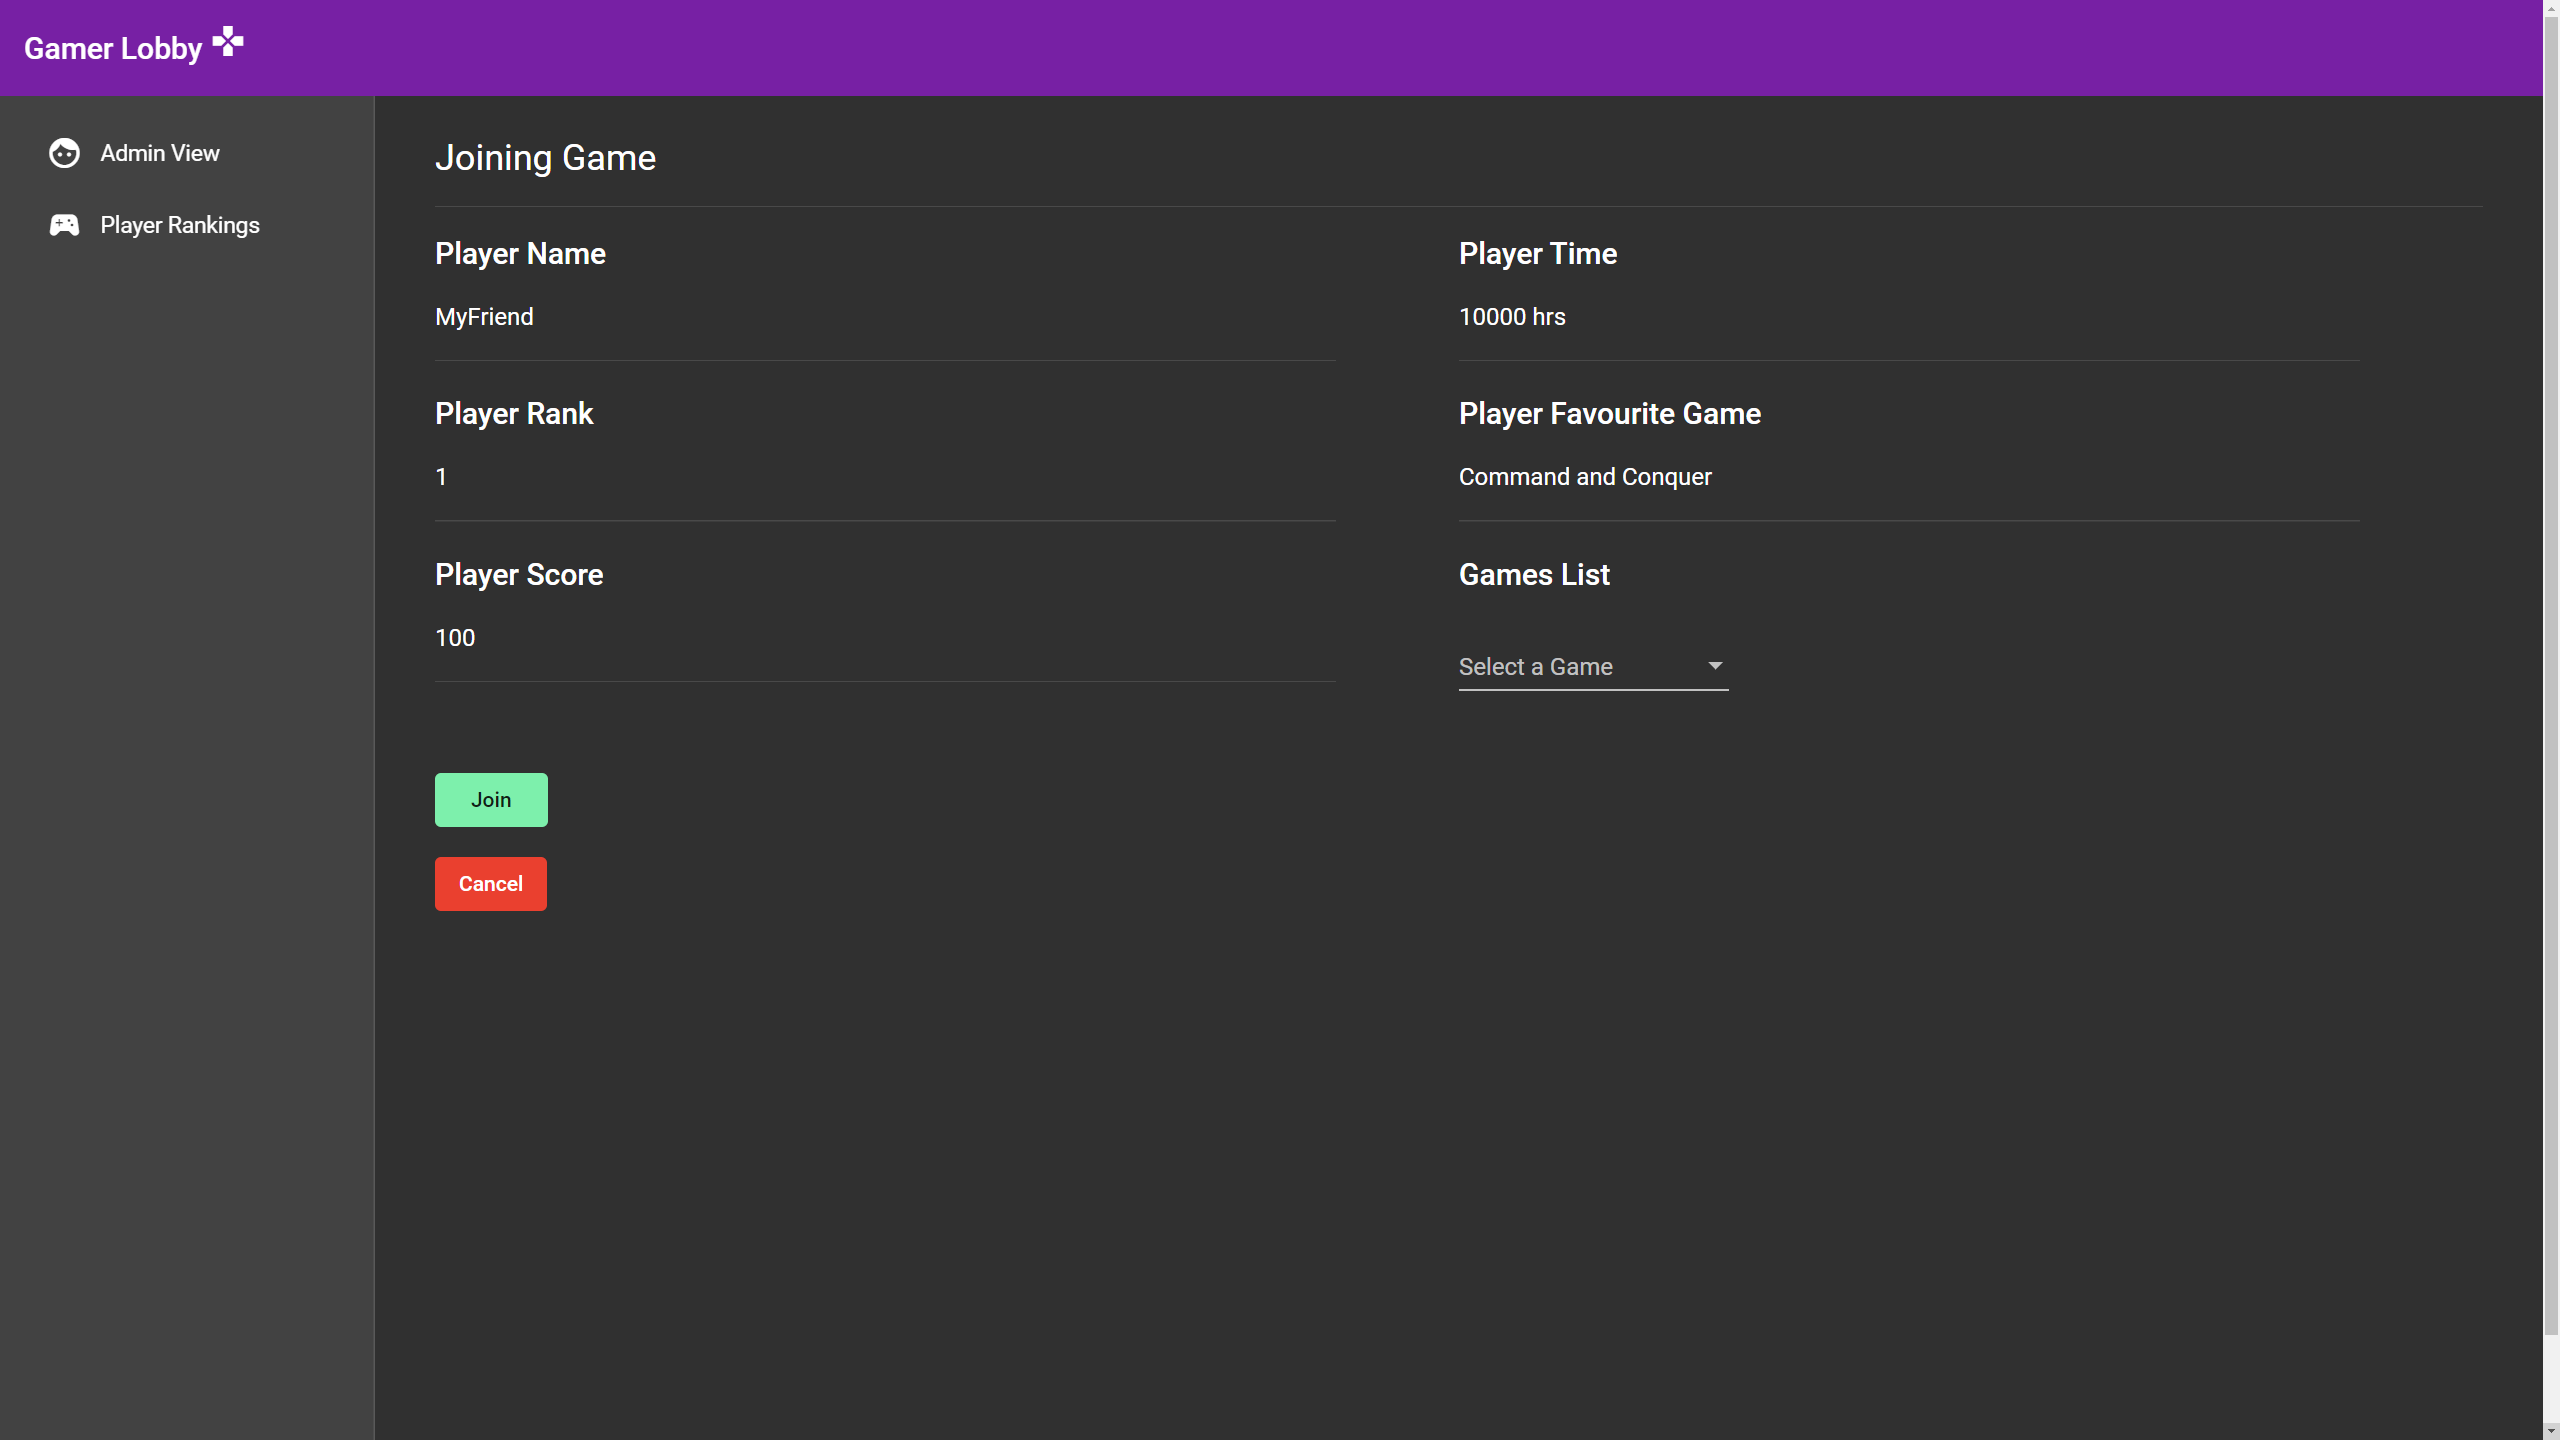 Gamer Lobby
Admin View
Player Rankings
Joining Game
Player Name
MyFriend
Player Time
10000 hrs
Player Rank
1
Player Favourite Game
Command and Conquer
Player Score
100
Games List
Select a Game
Join
Cancel